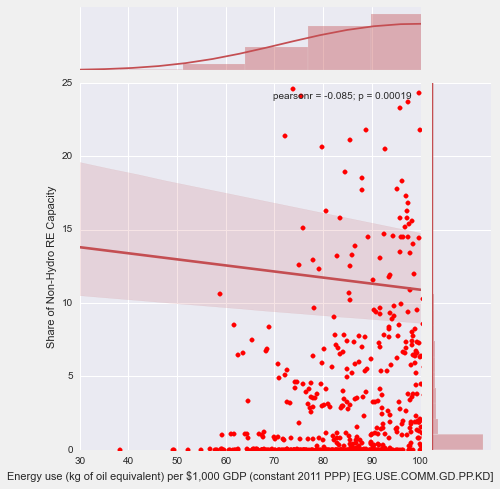 pearsonr = -0.085; p = 0.00019
25
20
15
10
5
0
Share of Non-Hydro RE Capacity
30 40 50 60 70 80 90 100
Energy use (kg of oil equivalent) per $1,000 GDP (constant 2011 PPP) [EG.USE.COMM.GD.PP.KD]